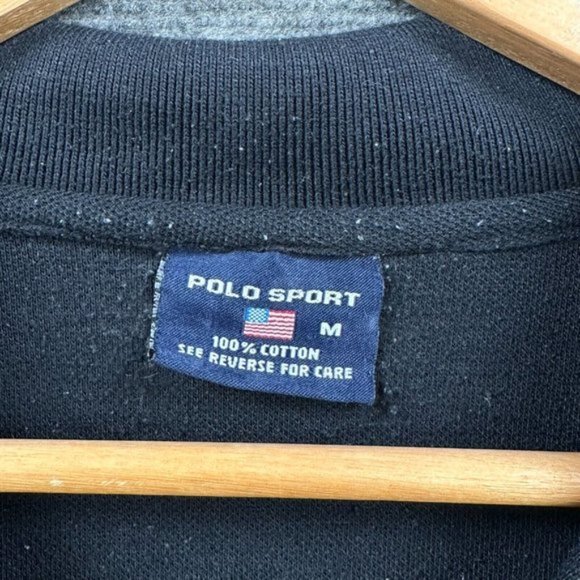 POLO SPORT
M
100% COTTON
SEE REVERSE FOR CARE